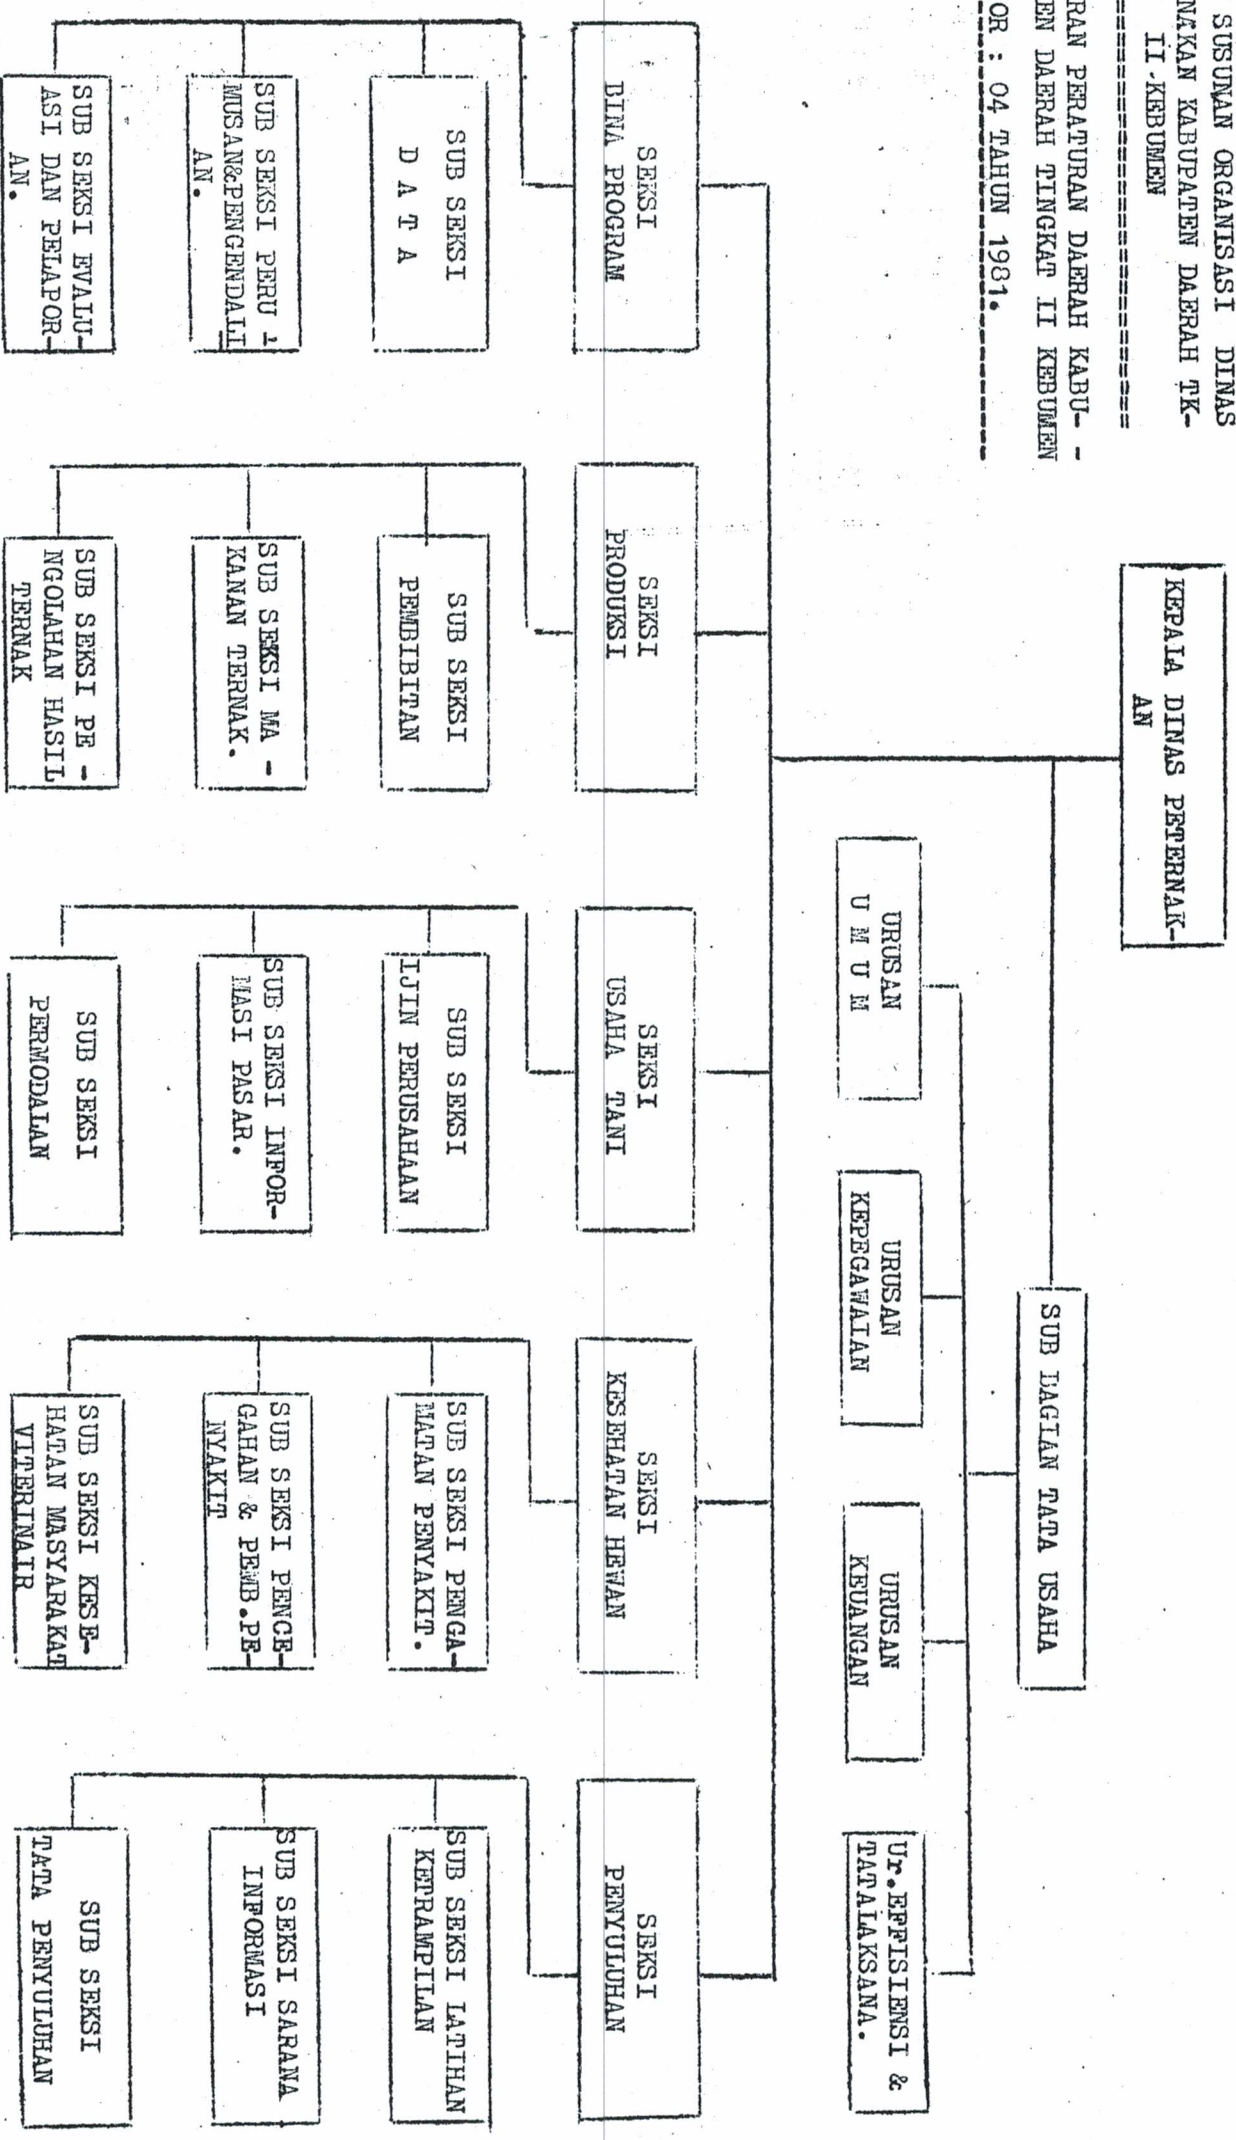 SUSUNAN ORGANISASI DINAS
NAKAN KABUPATEN DAERAH TK-
II-KEBUMEN
==============================
RAN PERATURAN DAERAH KABU- -
EN DAERAH TINGKAT II KEBUMEN
OR : 04 TAHUN 1981.
------------------------------
KEPALA DINAS PETERNAK-
AN
SUB BAGIAN TATA USAHA
URUSAN
U M U M
URUSAN
KEPEGAWAIAN
URUSAN
KEUANGAN
Ur.EFFISIENSI &
TATALAKSANA.
SEKSI
BINA PROGRAM
SEKSI
PRODUKSI
SEKSI
USAHA TANI
SEKSI
KESEHATAN HEWAN
SEKSI
PENYULUHAN
SUB SEKSI
D A T A
SUB SEKSI
PEMBIBITAN
SUB SEKSI
IJIN PERUSAHAAN
SUB SEKSI PENGA-
MATAN PENYAKIT.
SUB SEKSI LATIHAN
KETRAMPILAN
SUB SEKSI PERU -
MUSAN&PENGENDALI
AN.
SUB SEKSI MA -
KANAN TERNAK.
SUB SEKSI INFOR-
MASI PASAR.
SUB SEKSI PENCE-
GAHAN & PEMB.PE-
NYAKIT
SUB SEKSI SARANA
INFORMASI
SUB SEKSI EVALU-
ASI DAN PELAPOR-
AN.
SUB SEKSI PE -
NGOLAHAN HASIL
TERNAK
SUB SEKSI
PERMODALAN
SUB SEKSI KESE-
HATAN MASYARAKAT
VITERINAIR
SUB SEKSI
TATA PENYULUHAN